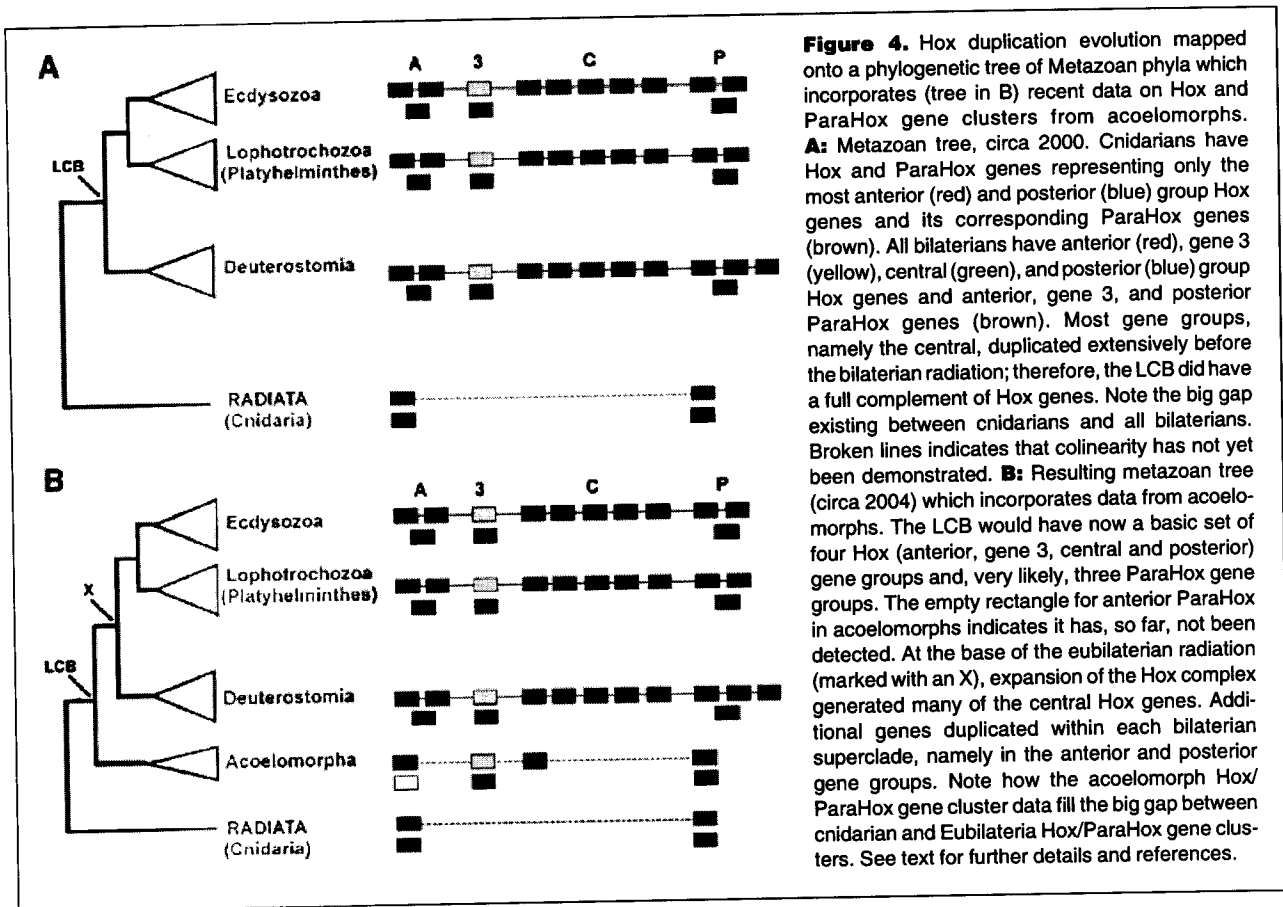 A
A 3 C P
Ecdysozoa
Lophotrochozoa
(Platyhelminthes)
LCB
Deuterostomia
RADIATA
(Cnidaria)
B
A 3 C P
Ecdysozoa
Lophotrochozoa
(Platyhelminthes)
X
LCB
Deuterostomia
Acoelomorpha
RADIATA
(Cnidaria)
Figure 4. Hox duplication evolution mapped
onto a phylogenetic tree of Metazoan phyla which
incorporates (tree in B) recent data on Hox and
ParaHox gene clusters from acoelomorphs.
A: Metazoan tree, circa 2000. Cnidarians have
Hox and ParaHox genes representing only the
most anterior (red) and posterior (blue) group Hox
genes and its corresponding ParaHox genes
(brown). All bilaterians have anterior (red), gene 3
(yellow), central (green), and posterior (blue) group
Hox genes and anterior, gene 3, and posterior
ParaHox genes (brown). Most gene groups,
namely the central, duplicated extensively before
the bilaterian radiation; therefore, the LCB did have
a full complement of Hox genes. Note the big gap
existing between cnidarians and all bilaterians.
Broken lines indicates that colinearity has not yet
been demonstrated. B: Resulting metazoan tree
(circa 2004) which incorporates data from acoelo-
morphs. The LCB would have now a basic set of
four Hox (anterior, gene 3, central and posterior)
gene groups and, very likely, three ParaHox gene
groups. The empty rectangle for anterior ParaHox
in acoelomorphs indicates it has, so far, not been
detected. At the base of the eubilaterian radiation
(marked with an X), expansion of the Hox complex
generated many of the central Hox genes. Addi-
tional genes duplicated within each bilaterian
superclade, namely in the anterior and posterior
gene groups. Note how the acoelomorph Hox/
ParaHox gene cluster data fill the big gap between
cnidarian and Eubilateria Hox/ParaHox gene clus-
ters. See text for further details and references.